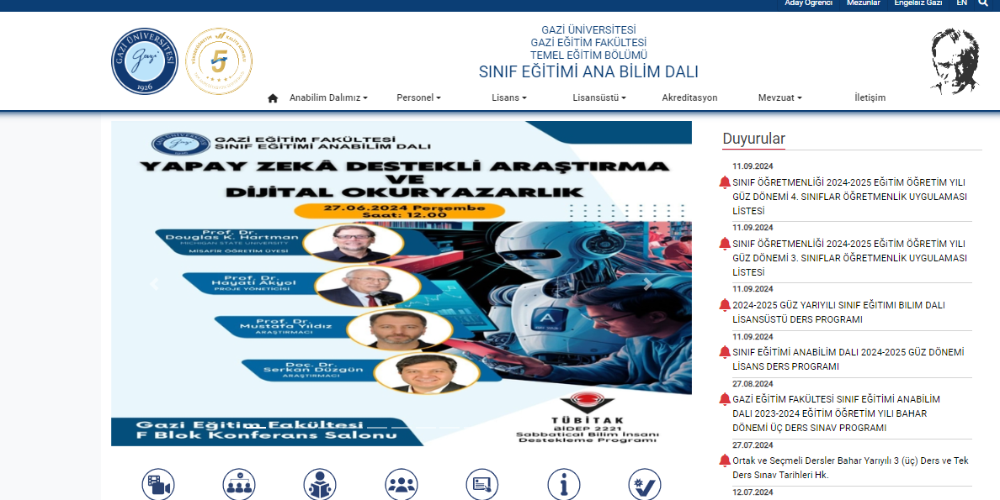 Aday Öğrenci Mezunlar Engelsiz Gazi EN
GAZİ ÜNİVERSİTESİ
1926
5
GAZİ ÜNİVERSİTESİ
GAZİ EĞİTİM FAKÜLTESİ
TEMEL EĞİTİM BÖLÜMÜ
SINIF EĞİTİMİ ANA BİLİM DALI
Anabilim Dalımız Personel Lisans Lisansüstü Akreditasyon Mevzuat İletişim
GAZİ EĞİTİM FAKÜLTESİ
SINIF EĞİTİMİ ANABİLİM DALI
YAPAY ZEKÂ DESTEKLİ ARAŞTIRMA
VE
DİJİTAL OKURYAZARLIK
27.06.2024 Perşembe
Saat: 12.00
Prof. Dr.
Douglas K. Hartman
MICHIGAN STATE UNIVERSITY
MİSAFİR ÖĞRETİM ÜYESİ
Prof. Dr.
Hayati Akyol
PROJE YÖNETİCİSİ
Prof. Dr.
Mustafa Yıldız
ARAŞTIRMACI
Doç. Dr.
Serkan Düzgün
ARAŞTIRMACI
A
Gazi Eğitim Fakültesi
F Blok Konferans Salonu
TÜBİTAK
BİDEP 2221
Sabbatical Bilim İnsanı
Destekleme Programı
Duyurular
11.09.2024
SINIF ÖĞRETMENLİĞİ 2024-2025 EĞİTİM ÖĞRETİM YILI
GÜZ DÖNEMİ 4. SINIFLAR ÖĞRETMENLİK UYGULAMASI
LİSTESİ
11.09.2024
SINIF ÖĞRETMENLİĞİ 2024-2025 EĞİTİM ÖĞRETİM YILI
GÜZ DÖNEMİ 3. SINIFLAR ÖĞRETMENLİK UYGULAMASI
LİSTESİ
11.09.2024
2024-2025 GÜZ YARIYILI SINIF EĞITIMI BILIM DALI
LİSANSÜSTÜ DERS PROGRAMI
11.09.2024
SINIF EĞİTİMİ ANABİLİM DALI 2024-2025 GÜZ DÖNEMİ
LİSANS DERS PROGRAMI
27.08.2024
GAZİ EĞİTİM FAKÜLTESİ SINIF EĞİTİMİ ANABİLİM
DALI 2023-2024 EĞİTİM ÖĞRETİM YILI BAHAR
DÖNEMİ ÜÇ DERS SINAV PROGRAMI
27.07.2024
Ortak ve Seçmeli Dersler Bahar Yarıyılı 3 (üç) Ders ve Tek
Ders Sınav Tarihleri Hk.
12.07.2024